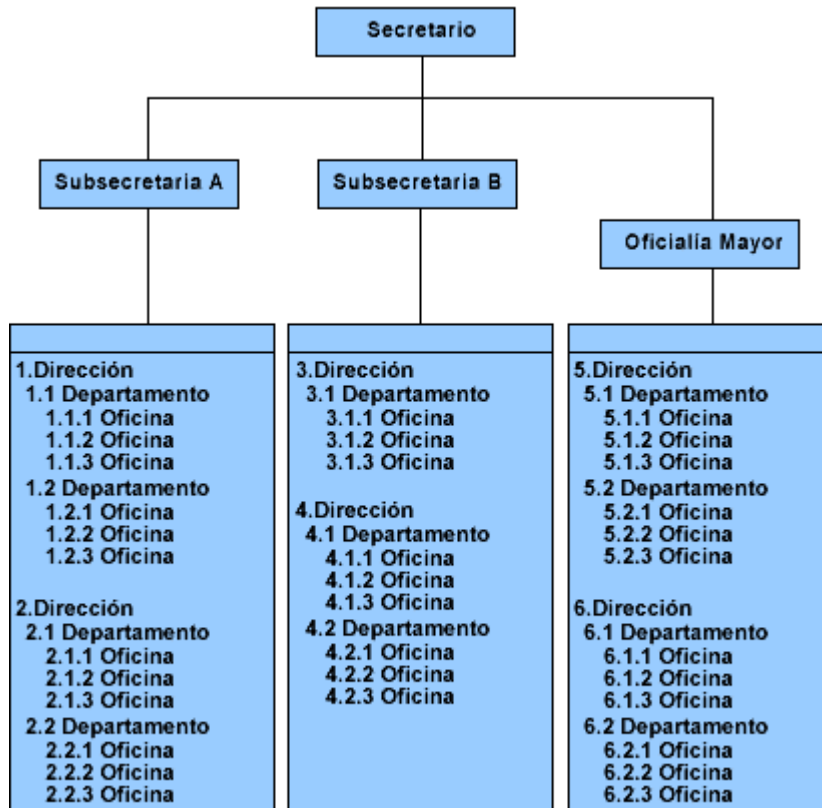 Secretario
Subsecretaria A
Subsecretaria B
Oficialía Mayor
1.Dirección
1.1 Departamento
1.1.1 Oficina
1.1.2 Oficina
1.1.3 Oficina
1.2 Departamento
1.2.1 Oficina
1.2.2 Oficina
1.2.3 Oficina
2.Dirección
2.1 Departamento
2.1.1 Oficina
2.1.2 Oficina
2.1.3 Oficina
2.2 Departamento
2.2.1 Oficina
2.2.2 Oficina
2.2.3 Oficina
3.Dirección
3.1 Departamento
3.1.1 Oficina
3.1.2 Oficina
3.1.3 Oficina
4.Dirección
4.1 Departamento
4.1.1 Oficina
4.1.2 Oficina
4.1.3 Oficina
4.2 Departamento
4.2.1 Oficina
4.2.2 Oficina
4.2.3 Oficina
5.Dirección
5.1 Departamento
5.1.1 Oficina
5.1.2 Oficina
5.1.3 Oficina
5.2 Departamento
5.2.1 Oficina
5.2.2 Oficina
5.2.3 Oficina
6.Dirección
6.1 Departamento
6.1.1 Oficina
6.1.2 Oficina
6.1.3 Oficina
6.2 Departamento
6.2.1 Oficina
6.2.2 Oficina
6.2.3 Oficina